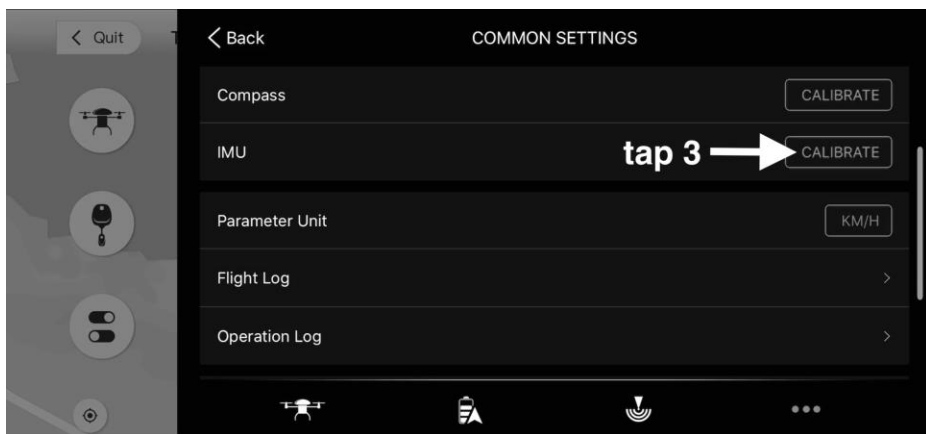 Quit
Back
COMMON SETTINGS
Compass
CALIBRATE
IMU
tap 3
CALIBRATE
Parameter Unit
KM/H
Flight Log
Operation Log